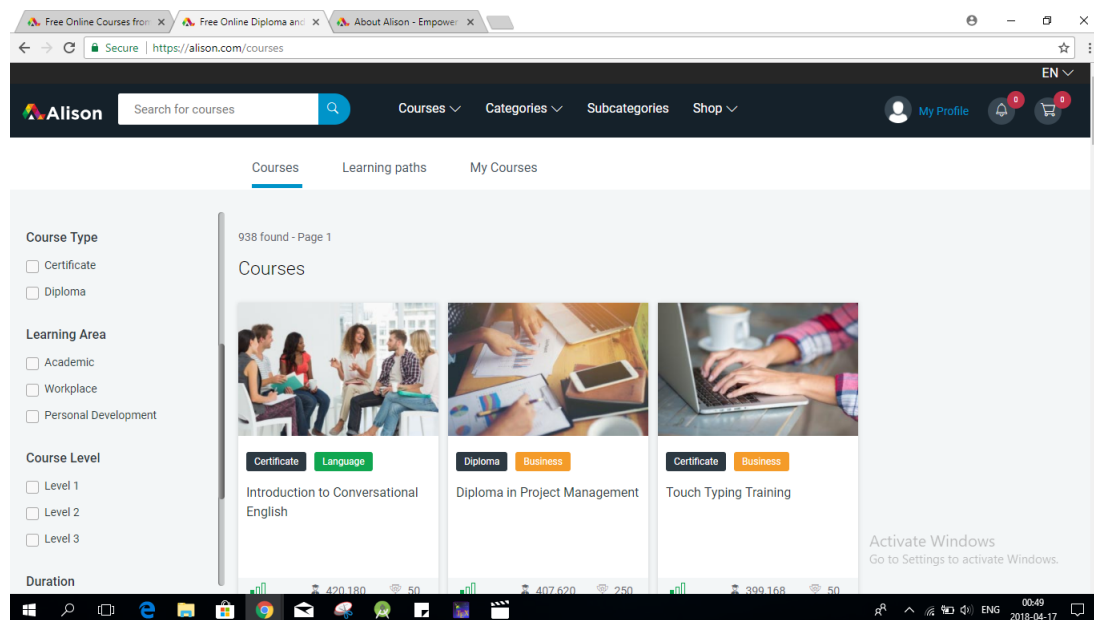 Free Online Courses from
Free Online Diploma and
About Alison - Empower
Secure | https://alison.com/courses
EN
Alison
Search for courses
Courses
Categories
Subcategories
Shop
My Profile
0
0
Courses
Learning paths
My Courses
Course Type
Certificate
Diploma
Learning Area
Academic
Workplace
Personal Development
Course Level
Level 1
Level 2
Level 3
Duration
938 found - Page 1
Courses
Certificate
Language
Introduction to Conversational
English
420,180
50
Diploma
Business
Diploma in Project Management
407,620
250
Certificate
Business
Touch Typing Training
399,168
50
Activate Windows
Go to Settings to activate Windows.
ENG
00:49
2018-04-17